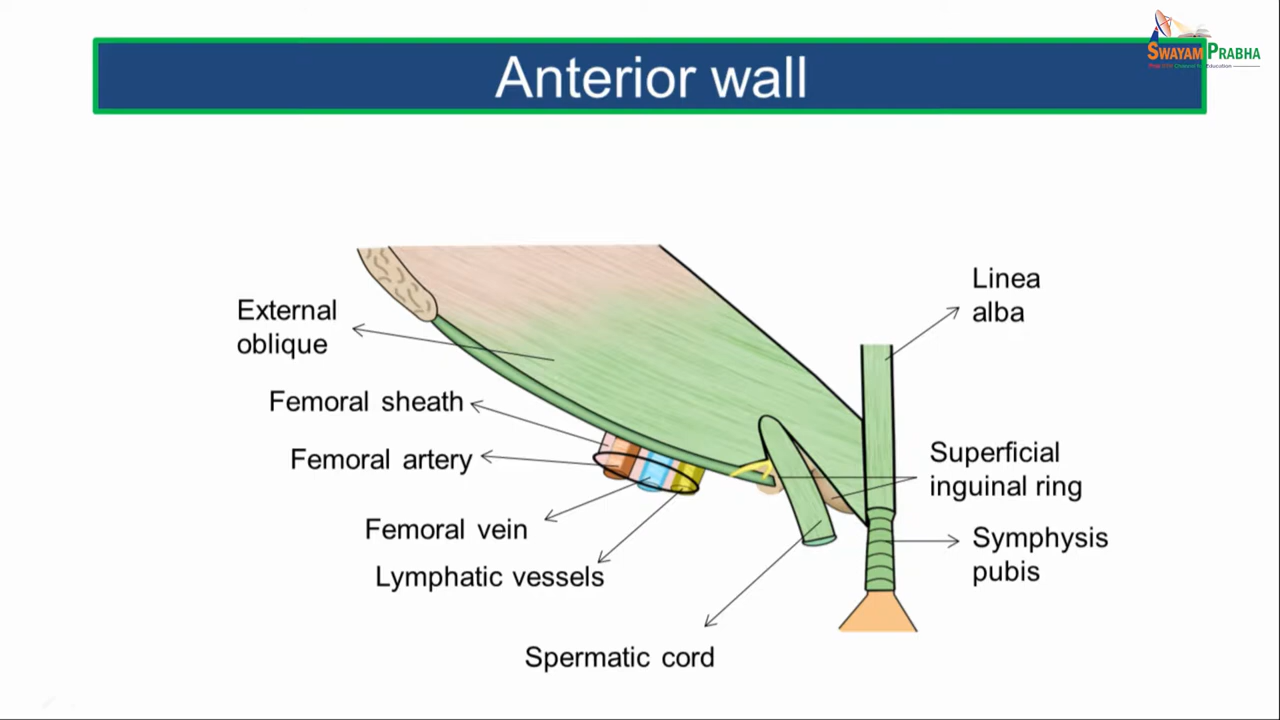 SWAYAM PRABHA
Anterior wall
Linea
alba
External
oblique
Femoral sheath
Femoral artery
Superficial
inguinal ring
Femoral vein
Symphysis
pubis
Lymphatic vessels
Spermatic cord